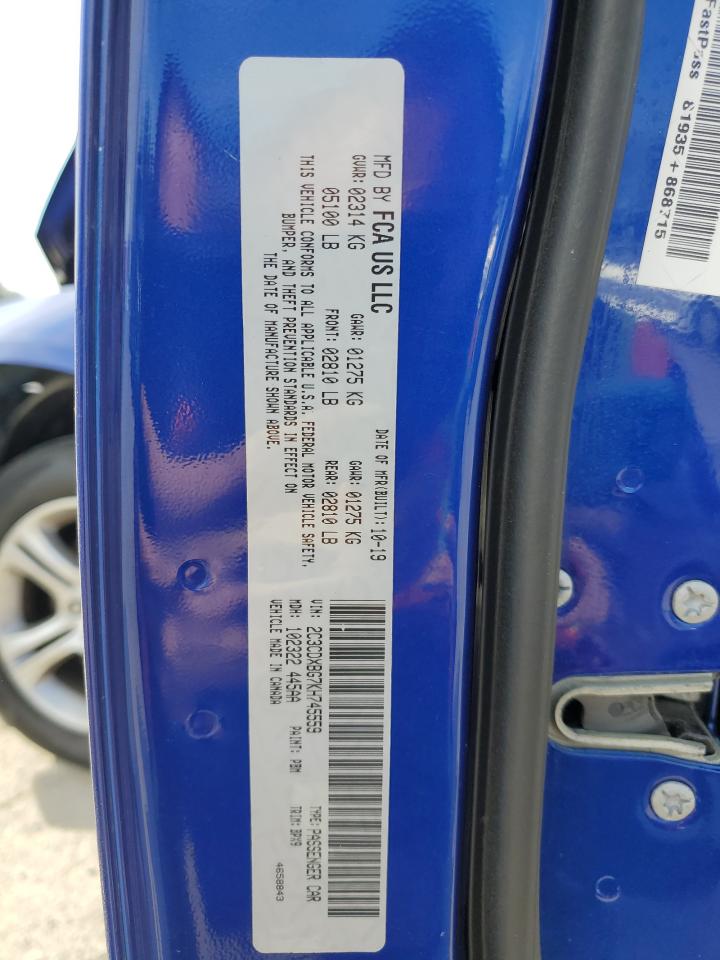 MFD BY FCA US LLC
DATE OF MFR(BUILT): 10-19
GVWR: 02314 KG
GAWR: 01275 KG
GAWR: 01275 KG
05100 LB
FRONT: 02810 LB
REAR: 02810 LB
THIS VEHICLE CONFORMS TO ALL APPLICABLE U.S.A. FEDERAL MOTOR VEHICLE SAFETY,
BUMPER, AND THEFT PREVENTION STANDARDS IN EFFECT ON
THE DATE OF MANUFACTURE SHOWN ABOVE.
VIN: 2C3CDXBG7KH745559
TYPE: PASSENGER CAR
MDH: 102322 445AA
PAINT: PBM
TRIM: BPX9
VEHICLE MADE IN CANADA
4658843
FastPass
61935 + 868715